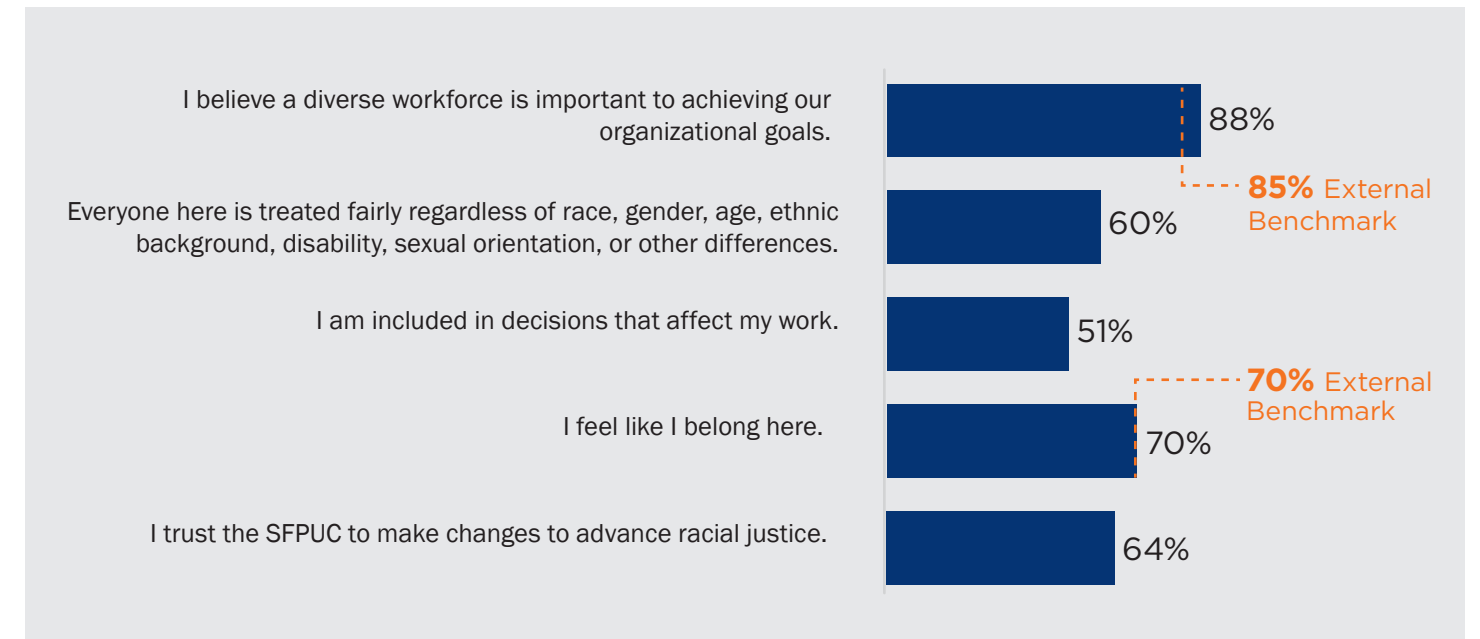 I believe a diverse workforce is important to achieving our
organizational goals.
88%
85% External
Benchmark
Everyone here is treated fairly regardless of race, gender, age, ethnic
background, disability, sexual orientation, or other differences.
60%
I am included in decisions that affect my work.
51%
70% External
Benchmark
I feel like I belong here.
70%
I trust the SFPUC to make changes to advance racial justice.
64%